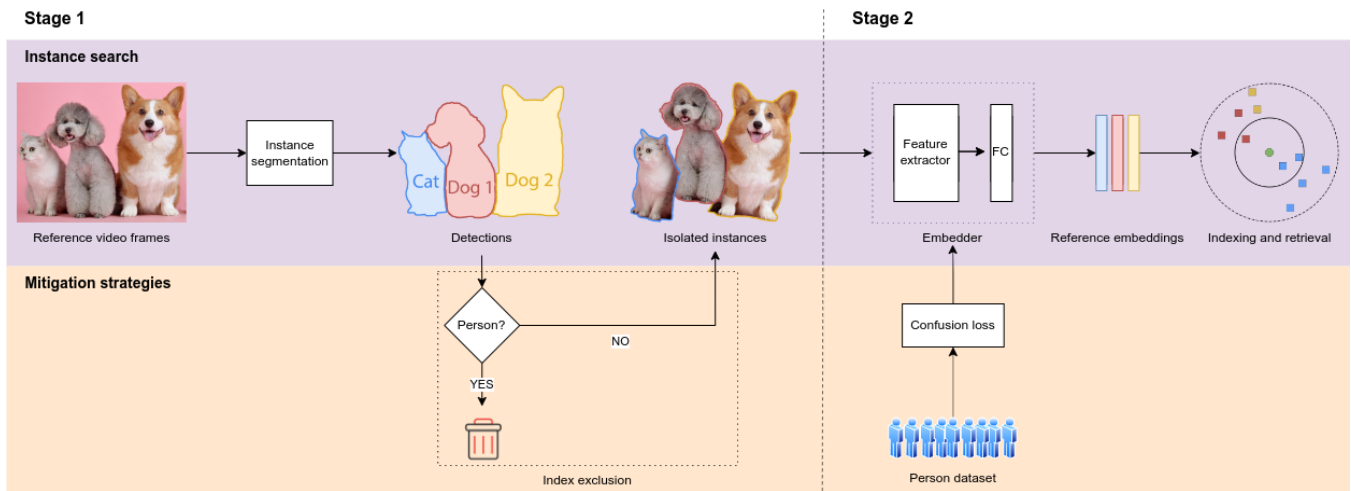 Stage 1
Stage 2
Instance search
Instance
segmentation
Cat
Dog 1
Dog 2
Feature
extractor
FC
Reference video frames
Detections
Isolated instances
Embedder
Reference embeddings
Indexing and retrieval
Mitigation strategies
Person?
NO
YES
Index exclusion
Confusion loss
Person dataset